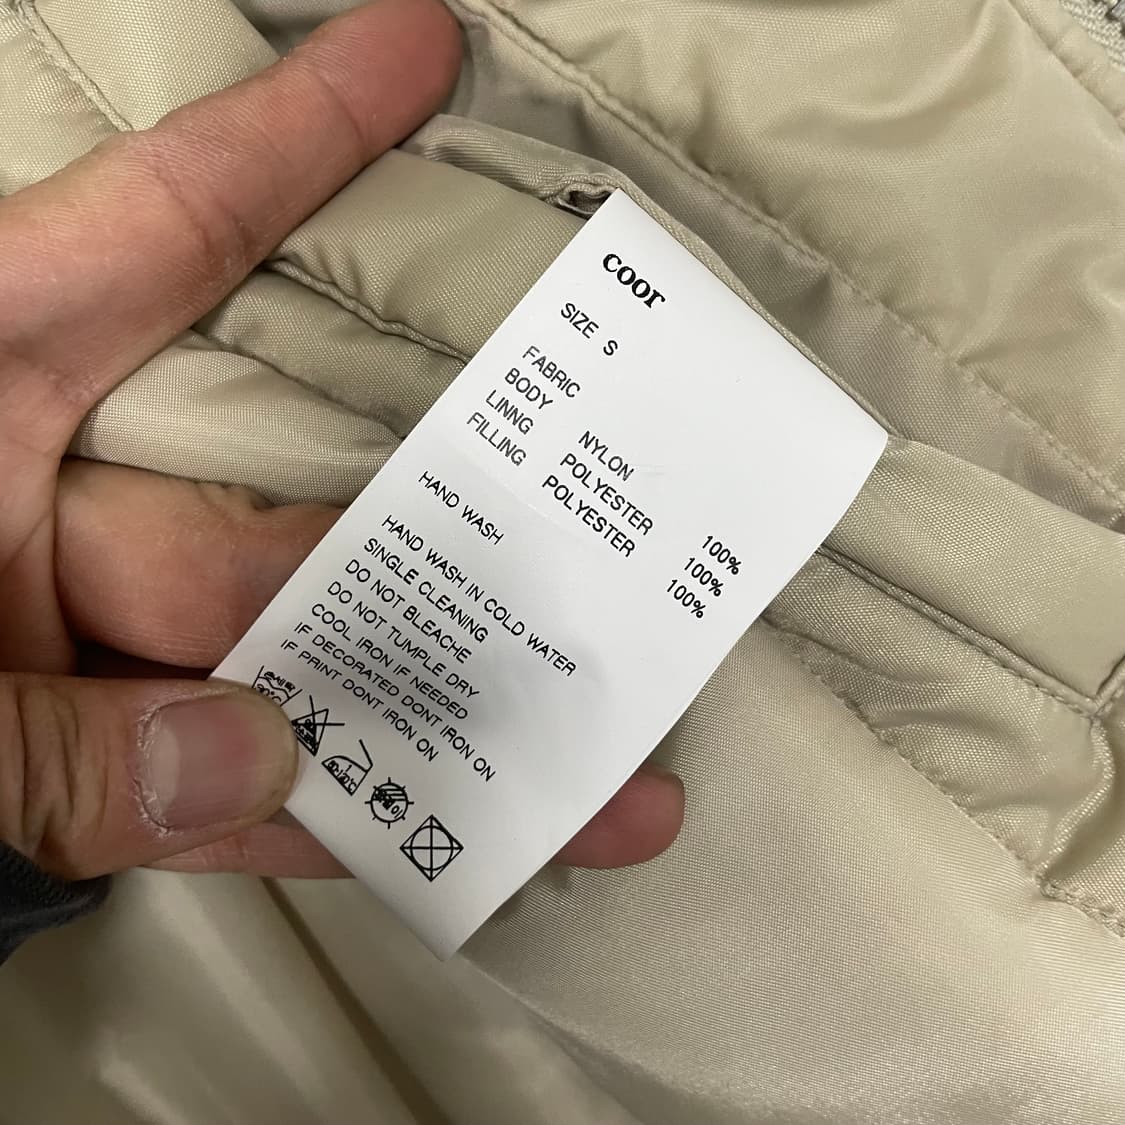 coor
SIZE S
FABRIC
BODY NYLON 100%
LINNG POLYESTER 100%
FILLING POLYESTER 100%
HAND WASH
HAND WASH IN COLD WATER
SINGLE CLEANING
DO NOT BLEACHE
DO NOT TUMPLE DRY
COOL IRON IF NEEDED
IF DECORATED DONT IRON ON
IF PRINT DONT IRON ON